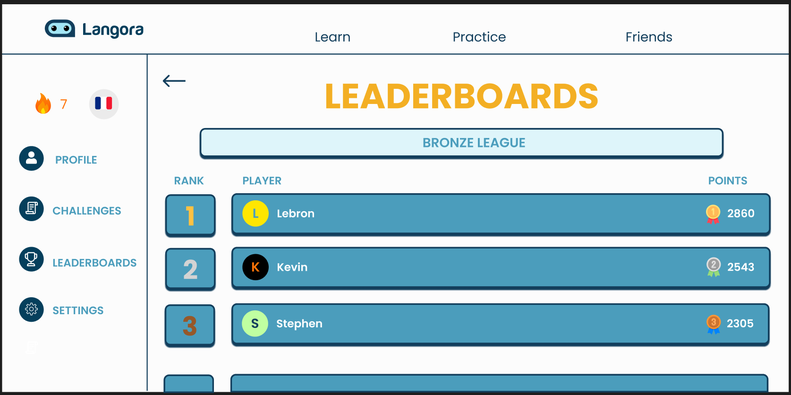 Langora
Learn Practice Friends
7
PROFILE
CHALLENGES
LEADERBOARDS
SETTINGS
LEADERBOARDS
BRONZE LEAGUE
RANK PLAYER POINTS
1 L Lebron 1 2860
2 K Kevin 2 2543
3 S Stephen 3 2305